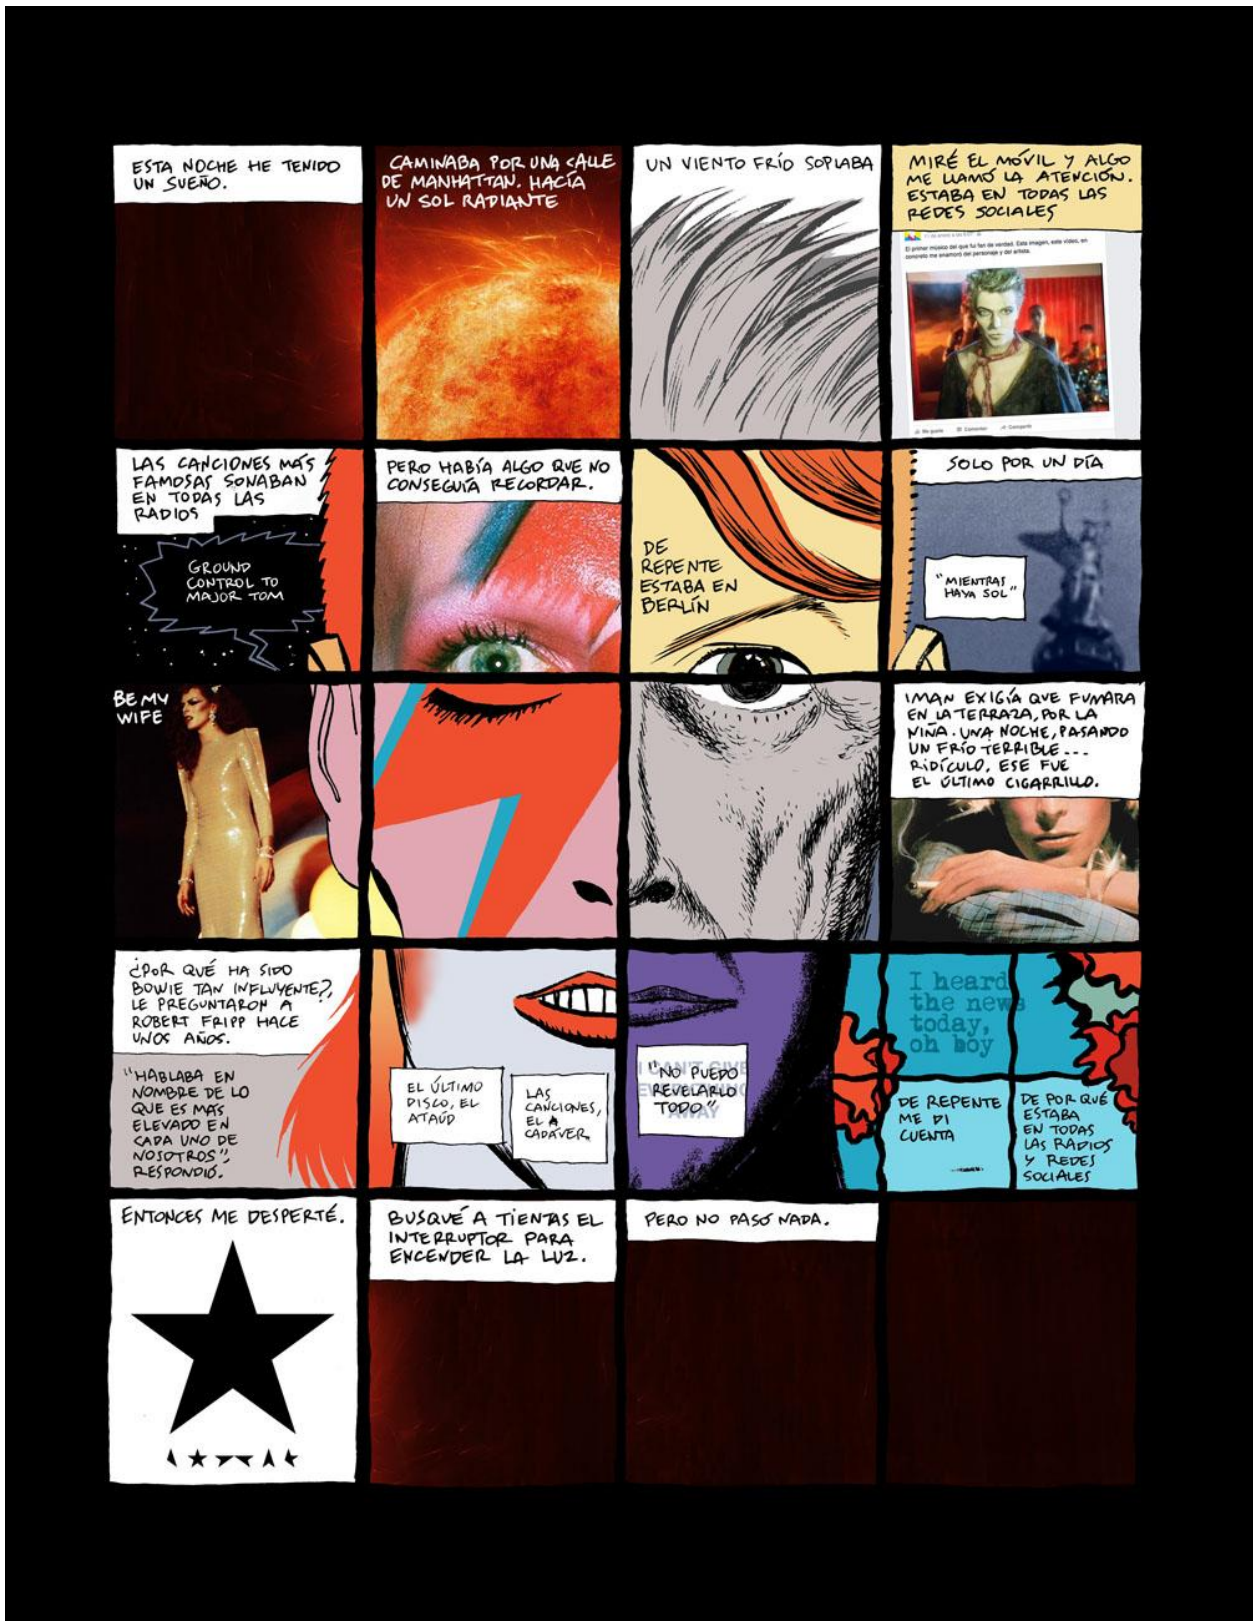 ESTA NOCHE HE TENIDO
UN SUEÑO.
CAMINABA POR UNA CALLE
DE MANHATTAN. HACÍA
UN SOL RADIANTE
UN VIENTO FRÍO SOPLABA
MIRÉ EL MÓVIL Y ALGO
ME LLAMÓ LA ATENCIÓN.
ESTABA EN TODAS LAS
REDES SOCIALES
El primer músico del que fui fan de verdad. Esta imagen, este vídeo, en
concreto me enamoró del personaje y del artista.
Me gusta Comentar Compartir
LAS CANCIONES MÁS
FAMOSAS SONABAN
EN TODAS LAS
RADIOS
GROUND
CONTROL TO
MAJOR TOM
PERO HABÍA ALGO QUE NO
CONSEGUÍA RECORDAR.
DE
REPENTE
ESTABA EN
BERLÍN
SOLO POR UN DÍA
"MIENTRAS
HAYA SOL"
BE MY
WIFE
IMAN EXIGÍA QUE FUMARA
EN LA TERRAZA, POR LA
NIÑA. UNA NOCHE, PASANDO
UN FRÍO TERRIBLE...
RIDÍCULO, ESE FUE
EL ÚLTIMO CIGARRILLO.
¿POR QUÉ HA SIDO
BOWIE TAN INFLUYENTE?,
LE PREGUNTARON A
ROBERT FRIPP HACE
UNOS AÑOS.
"HABLABA EN
NOMBRE DE LO
QUE ES MÁS
ELEVADO EN
CADA UNO DE
NOSOTROS",
RESPONDIÓ.
EL ÚLTIMO
DISCO, EL
ATAÚD
LAS
CANCIONES,
EL
CADÁVER
"NO PUEDO
REVELARLO
TODO"
I CAN'T GIVE
EVERYTHING
AWAY
I heard
the news
today,
oh boy
DE REPENTE
ME DI
CUENTA
DE POR QUÉ
ESTABA
EN TODAS
LAS RADIOS
Y REDES
SOCIALES
ENTONCES ME DESPERTÉ.
BUSQUÉ A TIENTAS EL
INTERRUPTOR PARA
ENCENDER LA LUZ.
PERO NO PASÓ NADA.